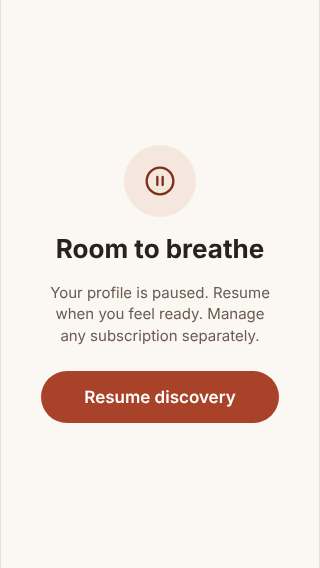 Room to breathe
Your profile is paused. Resume
when you feel ready. Manage
any subscription separately.
Resume discovery